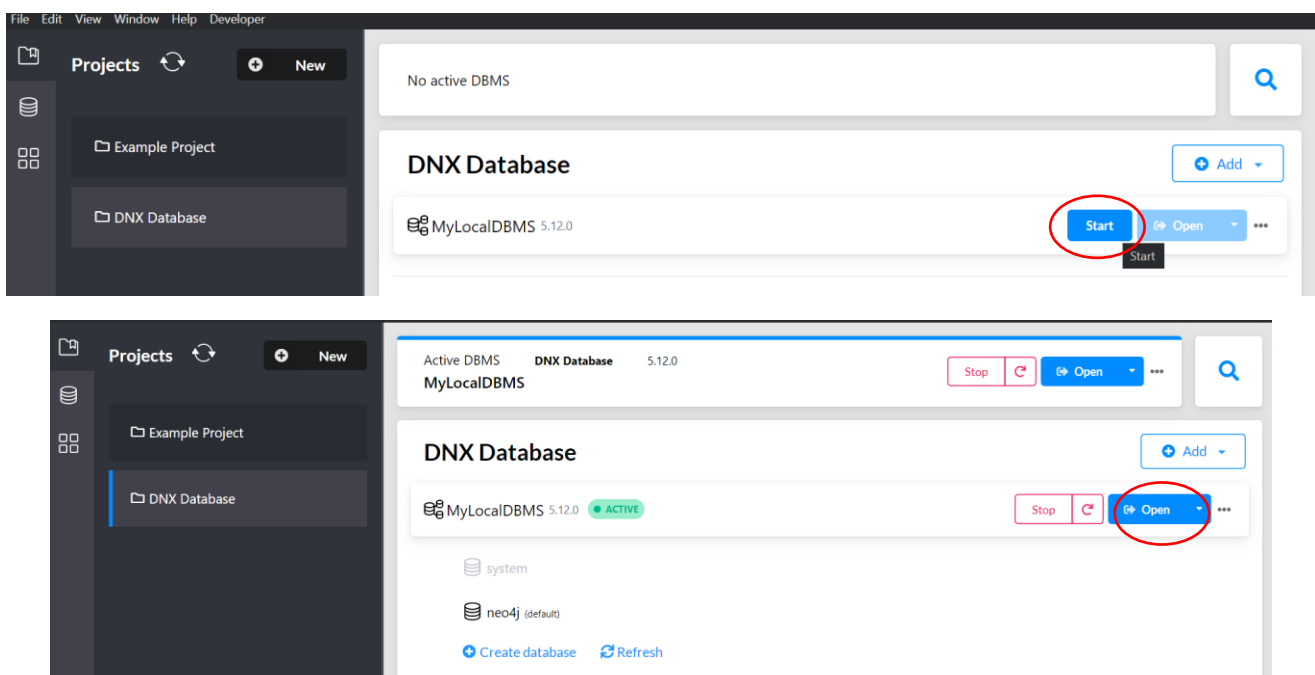 File Edit View Window Help Developer
Projects New
No active DBMS
Example Project
DNX Database
DNX Database
Add
MyLocalDBMS 5.12.0
Start Open
Start
Projects New
Active DBMS DNX Database 5.12.0
MyLocalDBMS
Stop Open
Example Project
DNX Database
DNX Database
Add
MyLocalDBMS 5.12.0 ACTIVE
Stop Open
system
neo4j (default)
Create database Refresh